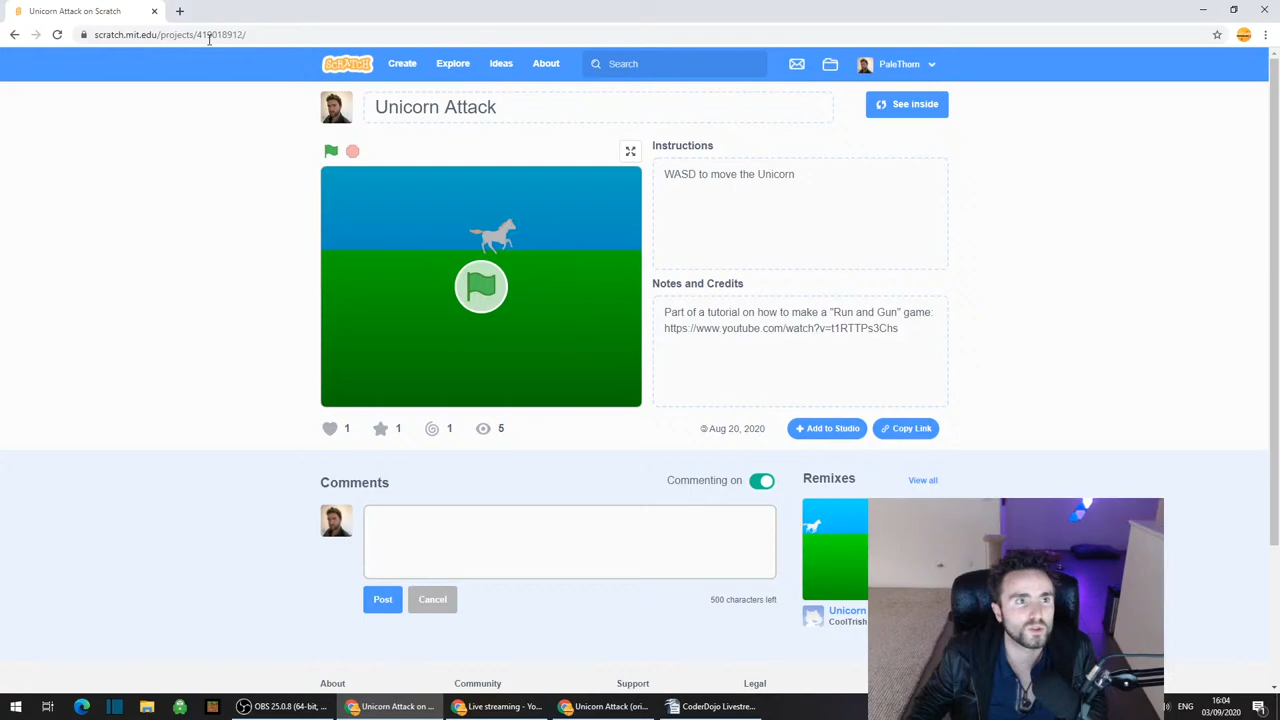 Unicorn Attack on Scratch
scratch.mit.edu/projects/419018912/
SCRATCH
Create
Explore
Ideas
About
Search
PaleThorn
Unicorn Attack
See inside
Instructions
WASD to move the Unicorn
Notes and Credits
Part of a tutorial on how to make a "Run and Gun" game:
https://www.youtube.com/watch?v=t1RTTPs3Chs
1
1
1
5
Aug 20, 2020
Add to Studio
Copy Link
Comments
Commenting on
Remixes
View all
Post
Cancel
500 characters left
Unicorn
CoolTrish
About
Community
Support
Legal
OBS 25.0.8 (64-bit, ...
Unicorn Attack on ...
Live streaming - Yo...
Unicorn Attack (ori...
CoderDojo Livestre...
ENG
16:04
03/09/2020